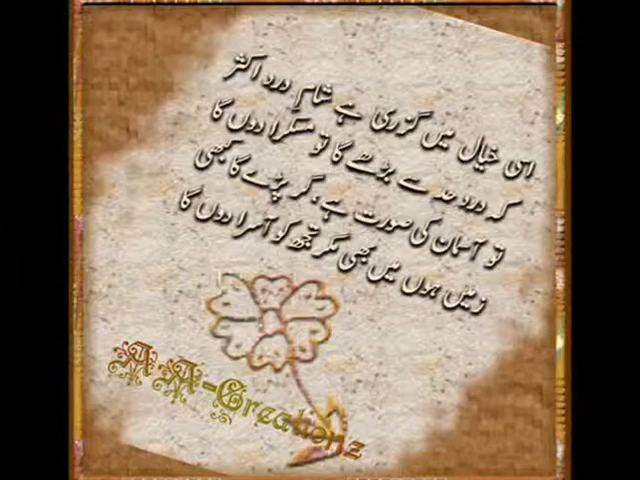 اسی خیال میں گزری ہے شامِ درد اکثر
کہ درد حد سے بڑھے گا تو مسکرا دوں گا
تو آسمان کی صورت ہے، گر پڑے گا کبھی
زمیں ہوں میں بھی مگر تجھ کو آسرا دوں گا
AA-Creationz